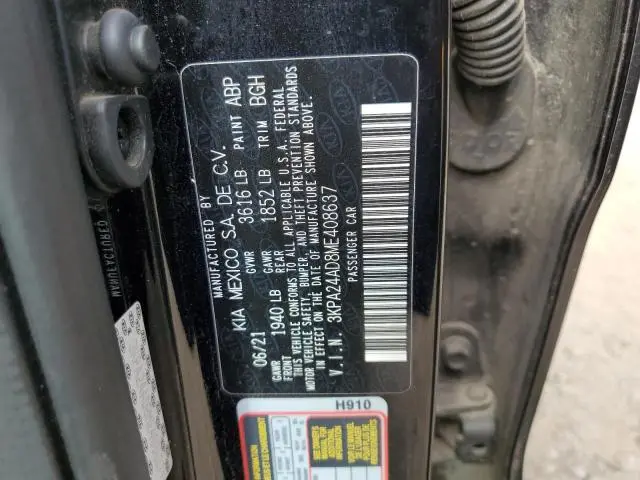 MANUFACTURED BY
KIA MEXICO S.A. DE C.V.
06/21 GVWR 3616 LB PAINT ABP
GAWR FRONT 1940 LB GAWR REAR 1852 LB TRIM BGH
THIS VEHICLE CONFORMS TO ALL APPLICABLE U.S.A. FEDERAL
MOTOR VEHICLE SAFETY, BUMPER, AND THEFT PREVENTION STANDARDS
IN EFFECT ON THE DATE OF MANUFACTURE SHOWN ABOVE.
V.I.N. 3KPA24AD8ME408637
PASSENGER CAR
H910
MANUFACTURED